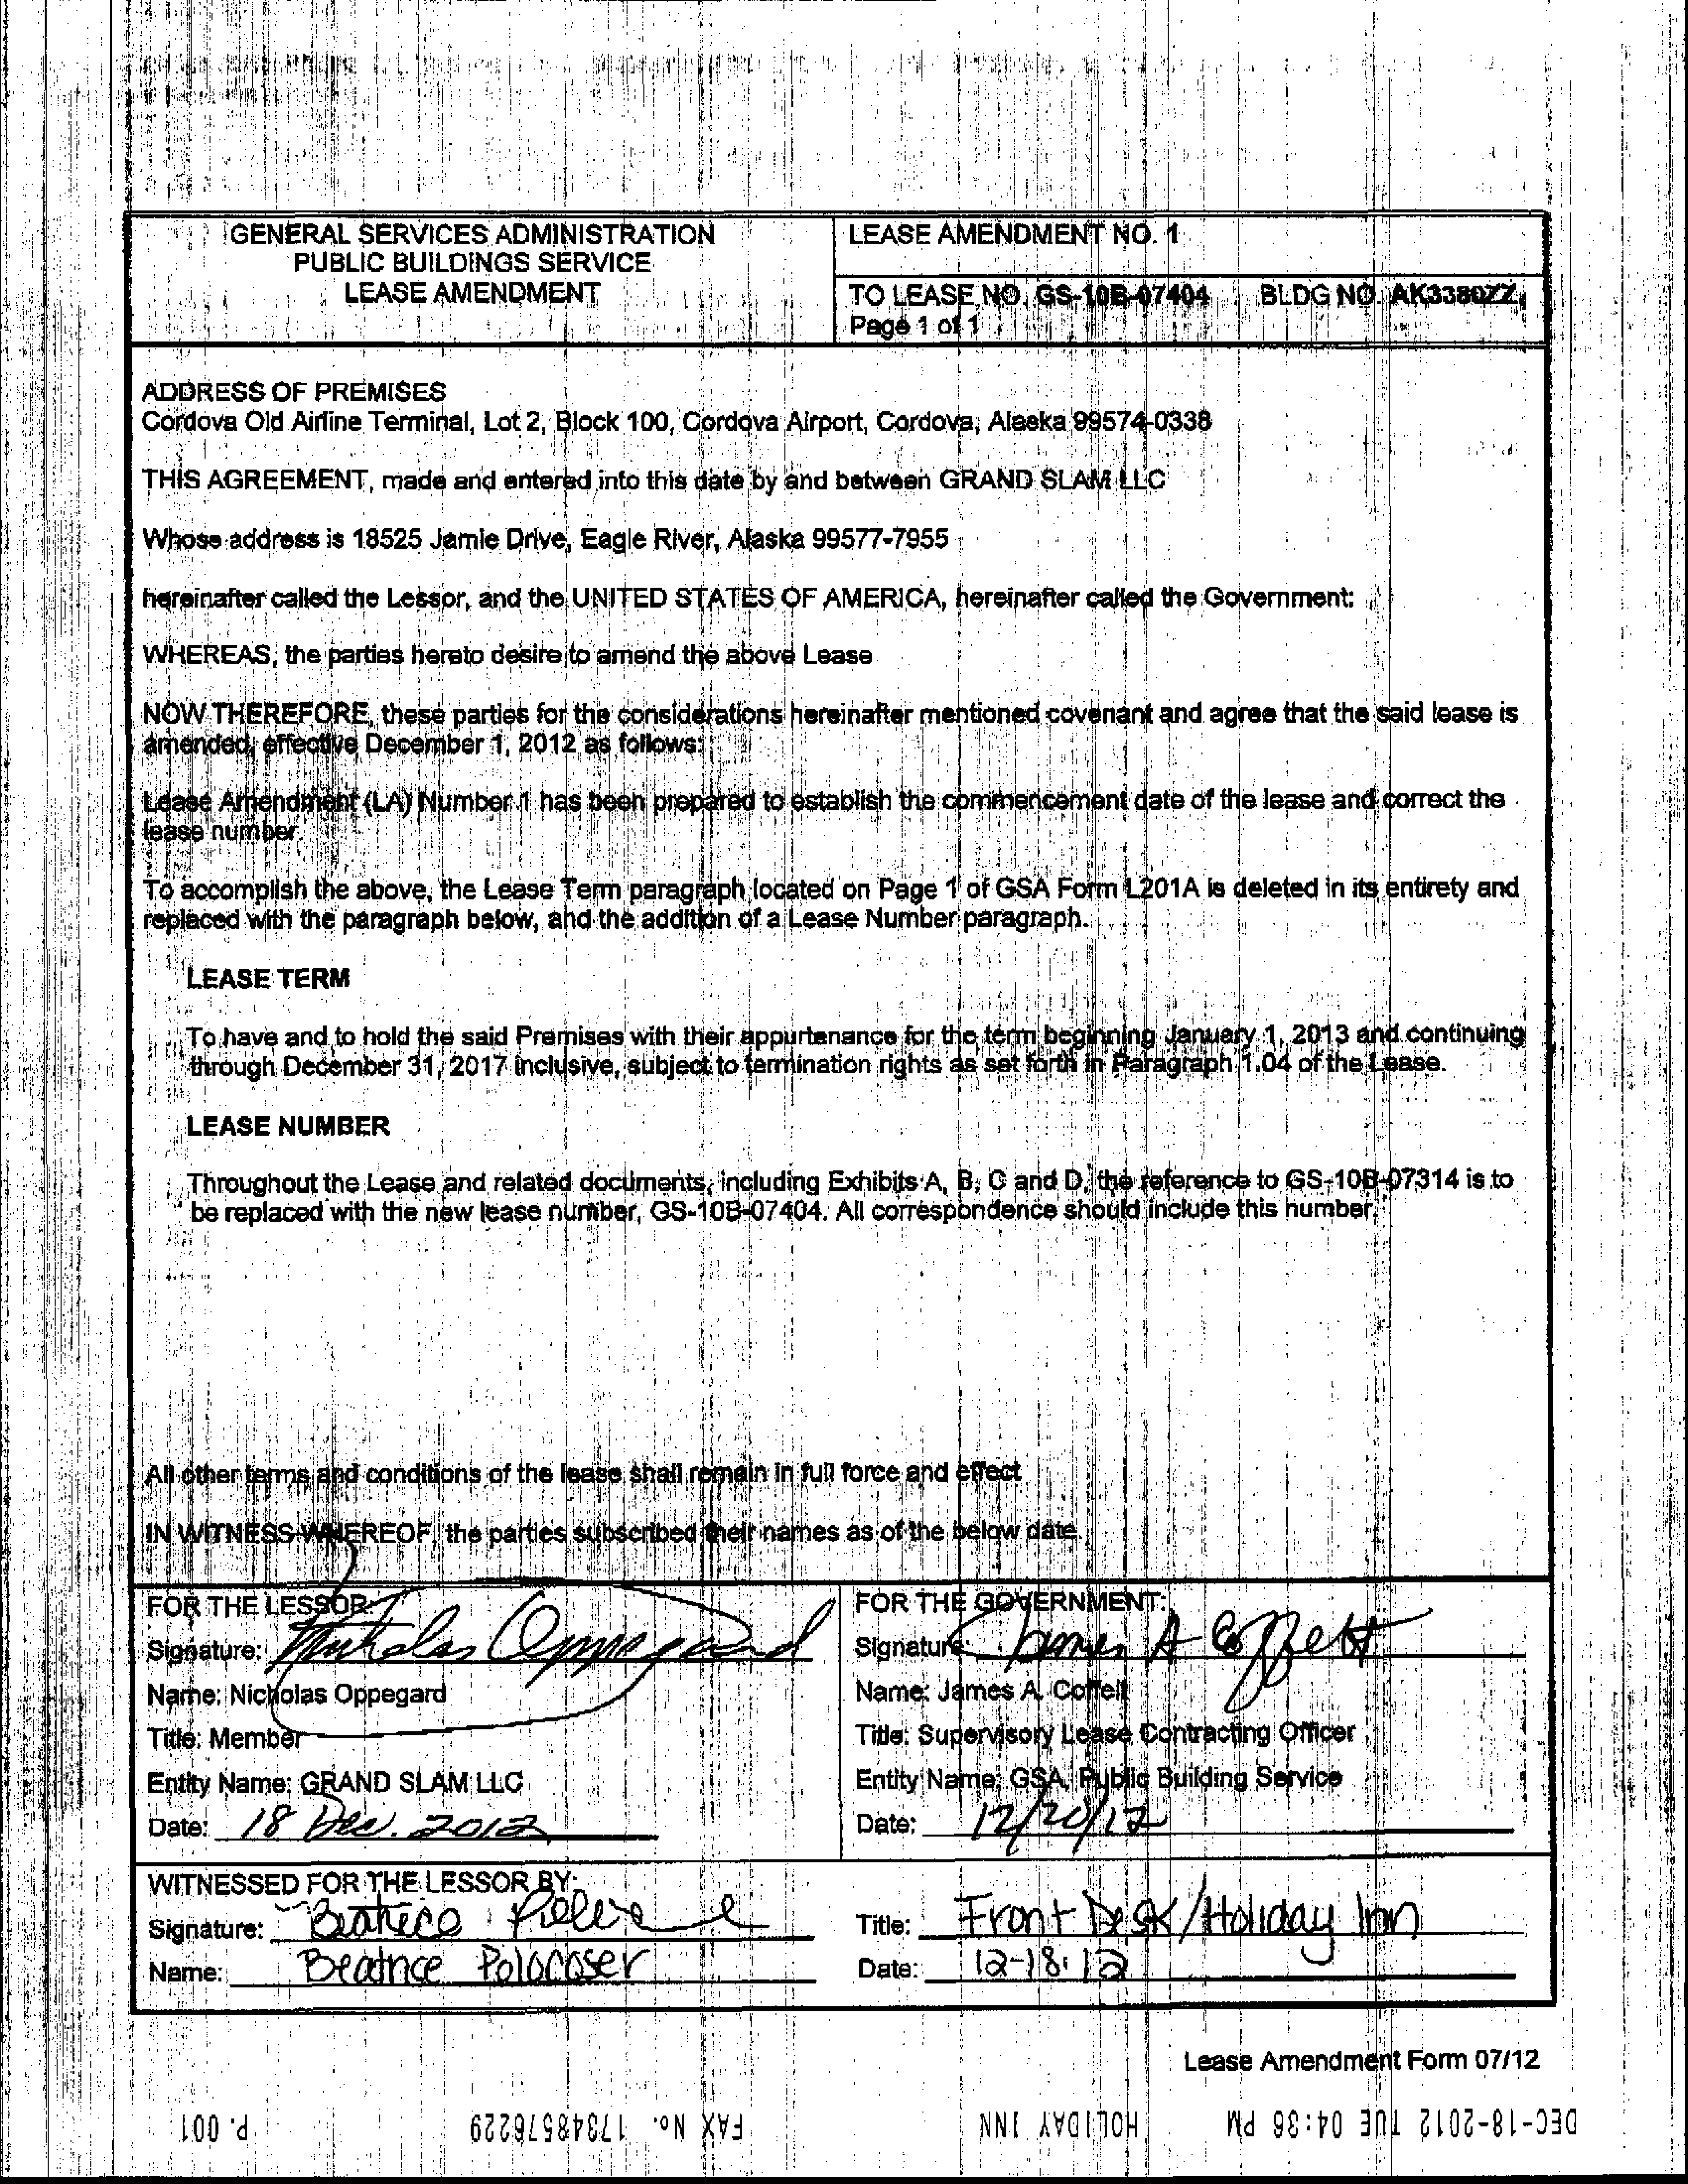 GENERAL SERVICES ADMINISTRATION
PUBLIC BUILDINGS SERVICE
LEASE AMENDMENT
LEASE AMENDMENT NO. 1
TO LEASE NO. GS-10B-07404 BLDG NO. AK3380ZZ
Page 1 of 1
ADDRESS OF PREMISES
Cordova Old Airline Terminal, Lot 2, Block 100, Cordova Airport, Cordova, Alaska 99574-0338
THIS AGREEMENT, made and entered into this date by and between GRAND SLAM LLC
Whose address is 18525 Jamie Drive, Eagle River, Alaska 99577-7955
hereinafter called the Lessor, and the UNITED STATES OF AMERICA, hereinafter called the Government:
WHEREAS, the parties hereto desire to amend the above Lease
NOW THEREFORE, these parties for the considerations hereinafter mentioned covenant and agree that the said lease is
amended, effective December 1, 2012 as follows:
Lease Amendment (LA) Number 1 has been prepared to establish the commencement date of the lease and correct the
lease number.
To accomplish the above, the Lease Term paragraph located on Page 1 of GSA Form L201A is deleted in its entirety and
replaced with the paragraph below, and the addition of a Lease Number paragraph.
LEASE TERM
To have and to hold the said Premises with their appurtenance for the term beginning January 1, 2013 and continuing
through December 31, 2017 inclusive, subject to termination rights as set forth in Paragraph 1.04 of the Lease.
LEASE NUMBER
Throughout the Lease and related documents, including Exhibits A, B, C and D, the reference to GS-10B-07314 is to
be replaced with the new lease number, GS-10B-07404. All correspondence should include this number.
All other terms and conditions of the lease shall remain in full force and effect
IN WITNESS WHEREOF, the parties subscribed their names as of the below date.
FOR THE LESSOR:
Signature: Nicholas Oppegaard
Name: Nicholas Oppegard
Title: Member
Entity Name: GRAND SLAM LLC
Date: 18 Dec. 2012
FOR THE GOVERNMENT:
Signature: James A Coffelt
Name: James A. Coffelt
Title: Supervisory Lease Contracting Officer
Entity Name: GSA, Public Building Service
Date: 12/20/12
WITNESSED FOR THE LESSOR BY:
Signature: Beatrice
Name: Beatrice
Title: Front Desk/Holiday Inn
Date: 12-18-12
Lease Amendment Form 07/12
DEC-18-2012 TUE 04:36 PM HOLIDAY INN FAX No. 17348576229 P. 001